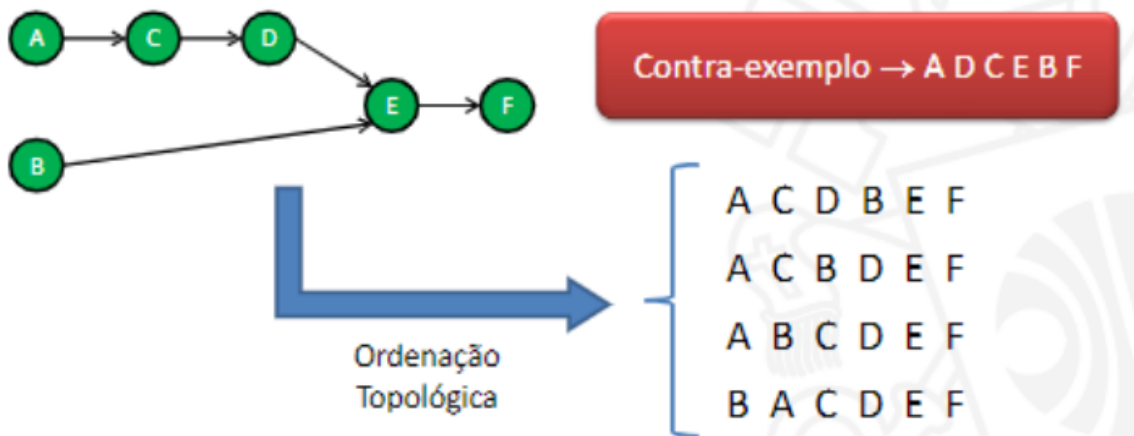 A
C
D
E
F
B
Contra-exemplo → A D C E B F
A C D B E F
A C B D E F
A B C D E F
B A C D E F
Ordenação
Topológica